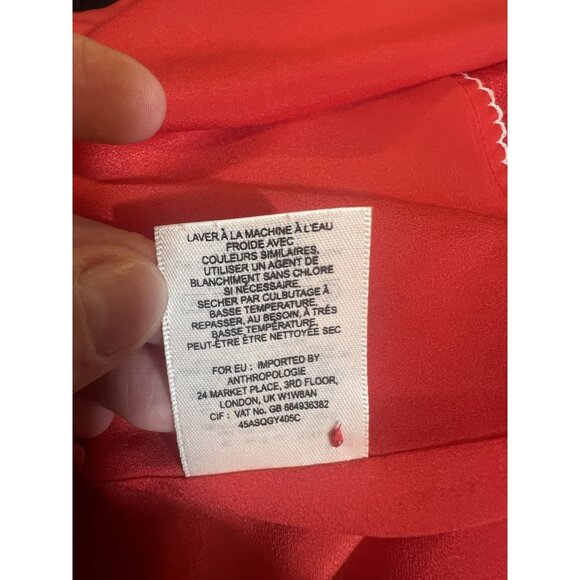 LAVER À LA MACHINE À L'EAU
FROIDE AVEC
COULEURS SIMILAIRES.
UTILISER UN AGENT DE
BLANCHIMENT SANS CHLORE
SI NÉCESSAIRE.
SECHER PAR CULBUTAGE À
BASSE TEMPERATURE.
REPASSER, AU BESOIN, À TRÉS
BASSE TEMPÉRATURE.
PEUT-ÊTRE ÊTRE NETTOYÉE SEC
FOR EU : IMPORTED BY
ANTHROPOLOGIE
24 MARKET PLACE, 3RD FLOOR,
LONDON, UK W1W8AN
CIF : VAT No. GB 684936382
45ASQGY405C